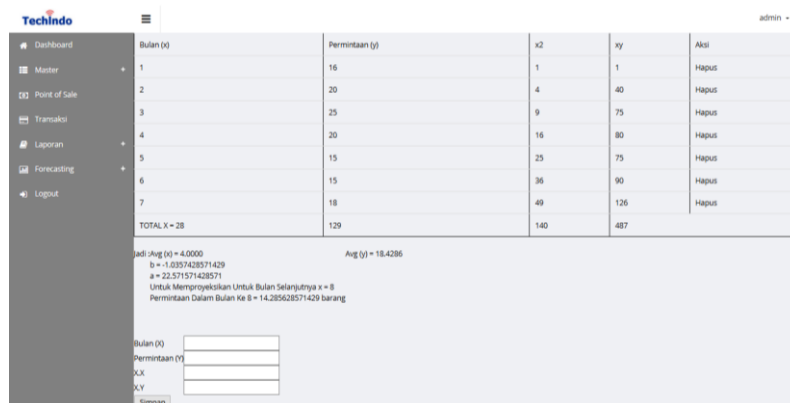 TechIndo
admin
Dashboard
Master +
Point of Sale
Transaksi
Laporan +
Forecasting +
Logout
Bulan (x) Permintaan (y) x2 xy Aksi
1 16 1 1 Hapus
2 20 4 40 Hapus
3 25 9 75 Hapus
4 20 16 80 Hapus
5 15 25 75 Hapus
6 15 36 90 Hapus
7 18 49 126 Hapus
TOTAL X = 28 129 140 487
Jadi :Avg (x) = 4.0000 Avg (y) = 18.4286
b = -1.0357428571429
a = 22.571571428571
Untuk Memproyeksikan Untuk Bulan Selanjutnya x = 8
Permintaan Dalam Bulan Ke 8 = 14.285628571429 barang
Bulan (X)
Permintaan (Y)
X.X
X.Y
Simpan